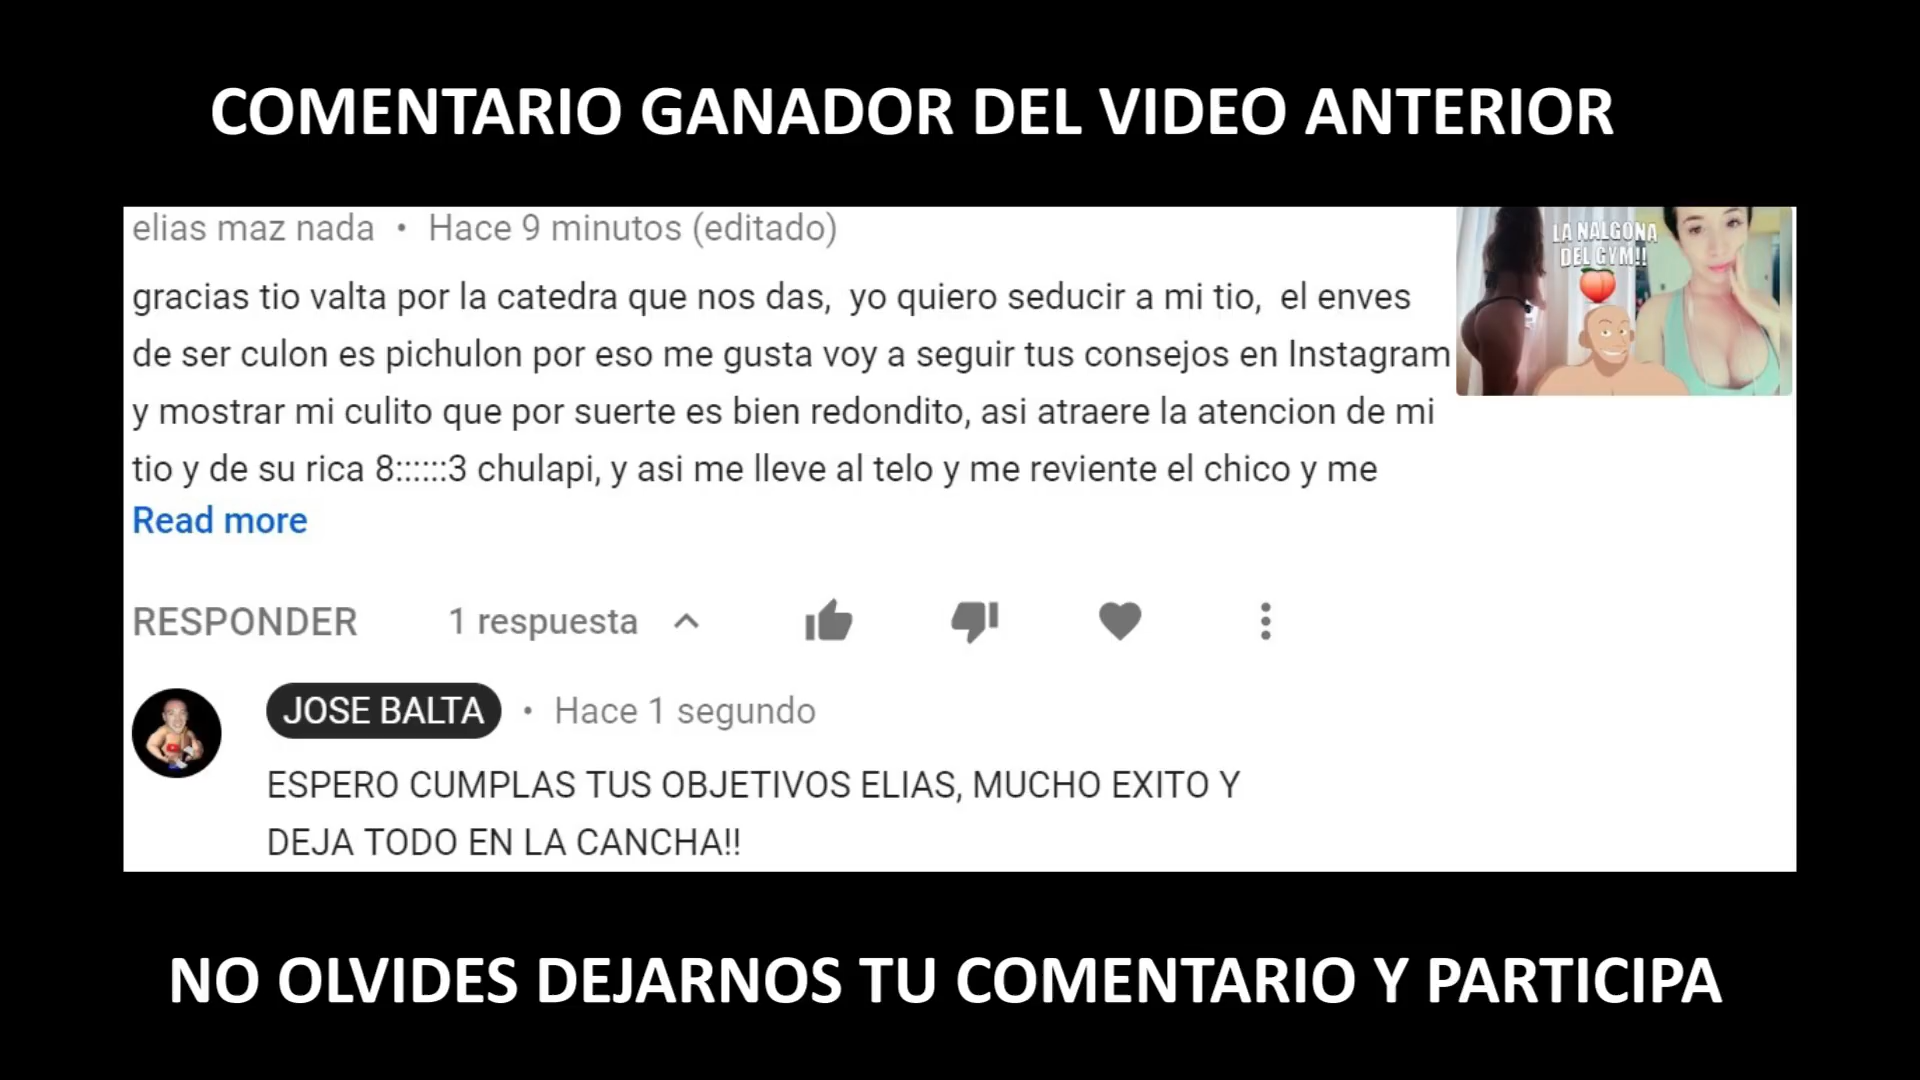 COMENTARIO GANADOR DEL VIDEO ANTERIOR
elias maz nada • Hace 9 minutos (editado)
gracias tio valta por la catedra que nos das,  yo quiero seducir a mi tio,  el enves
de ser culon es pichulon por eso me gusta voy a seguir tus consejos en Instagram
y mostrar mi culito que por suerte es bien redondito, asi atraere la atencion de mi
tio y de su rica 8::::::3 chulapi, y asi me lleve al telo y me reviente el chico y me
Read more
LA NALGONA
DEL GYM!!
RESPONDER 1 respuesta
JOSE BALTA • Hace 1 segundo
ESPERO CUMPLAS TUS OBJETIVOS ELIAS, MUCHO EXITO Y
DEJA TODO EN LA CANCHA!!
NO OLVIDES DEJARNOS TU COMENTARIO Y PARTICIPA